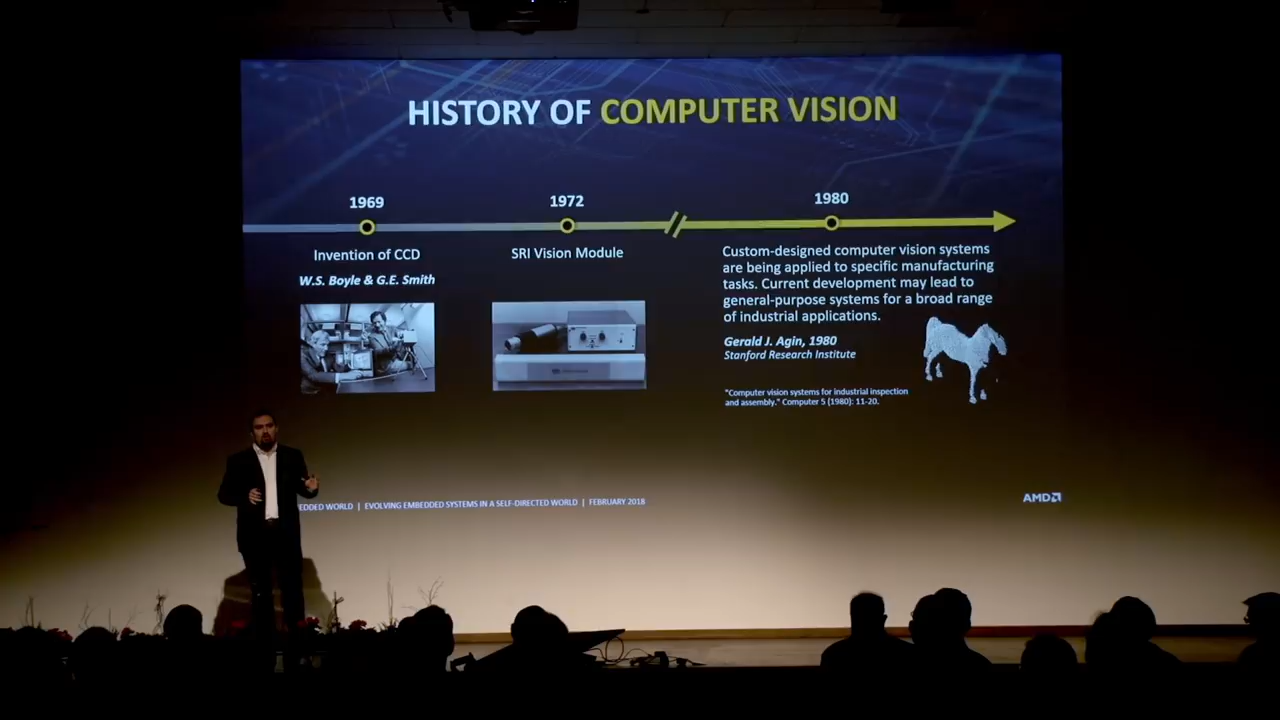 HISTORY OF COMPUTER VISION
1969
1972
1980
Invention of CCD
W.S. Boyle & G.E. Smith
SRI Vision Module
Custom-designed computer vision systems
are being applied to specific manufacturing
tasks. Current development may lead to
general-purpose systems for a broad range
of industrial applications.
Gerald J. Agin, 1980
Stanford Research Institute
"Computer vision systems for industrial inspection
and assembly." Computer 5 (1980): 11-20.
EDDED WORLD | EVOLVING EMBEDDED SYSTEMS IN A SELF-DIRECTED WORLD | FEBRUARY 2018
AMD